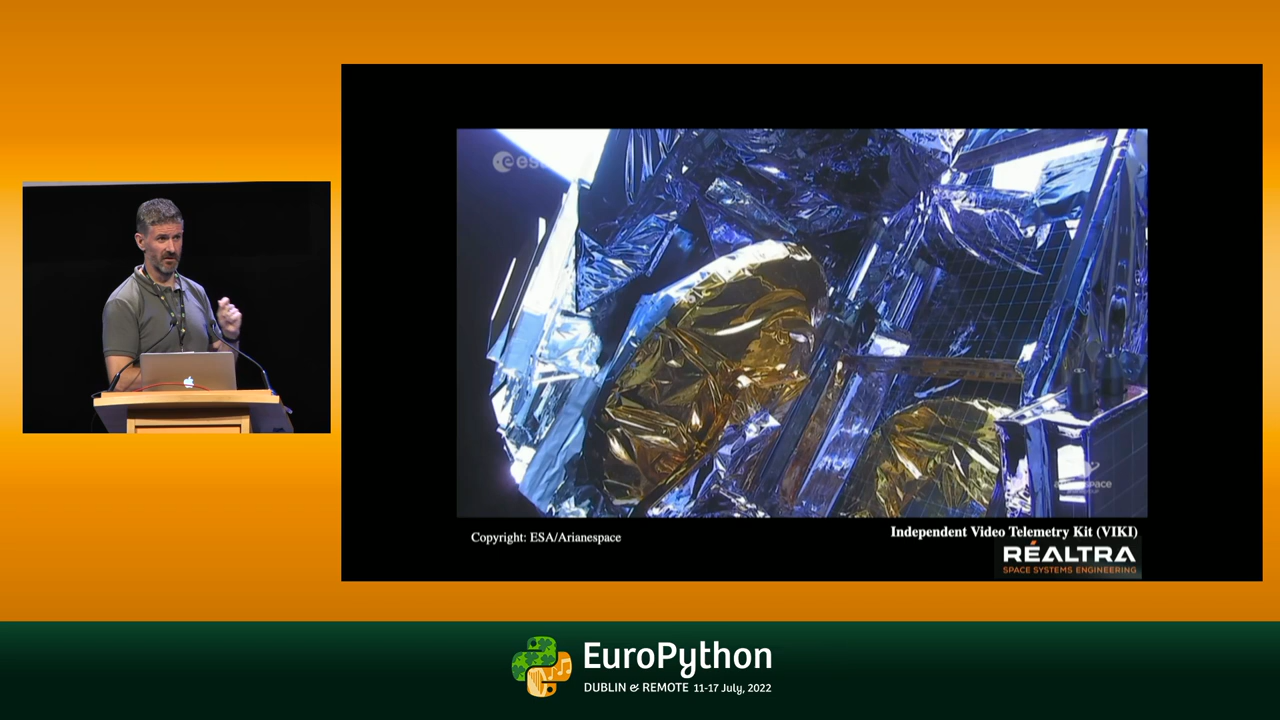 esa
Copyright: ESA/Arianespace
Independent Video Telemetry Kit (VIKI)
RÉALTRA
SPACE SYSTEMS ENGINEERING
EuroPython
DUBLIN & REMOTE 11-17 July, 2022